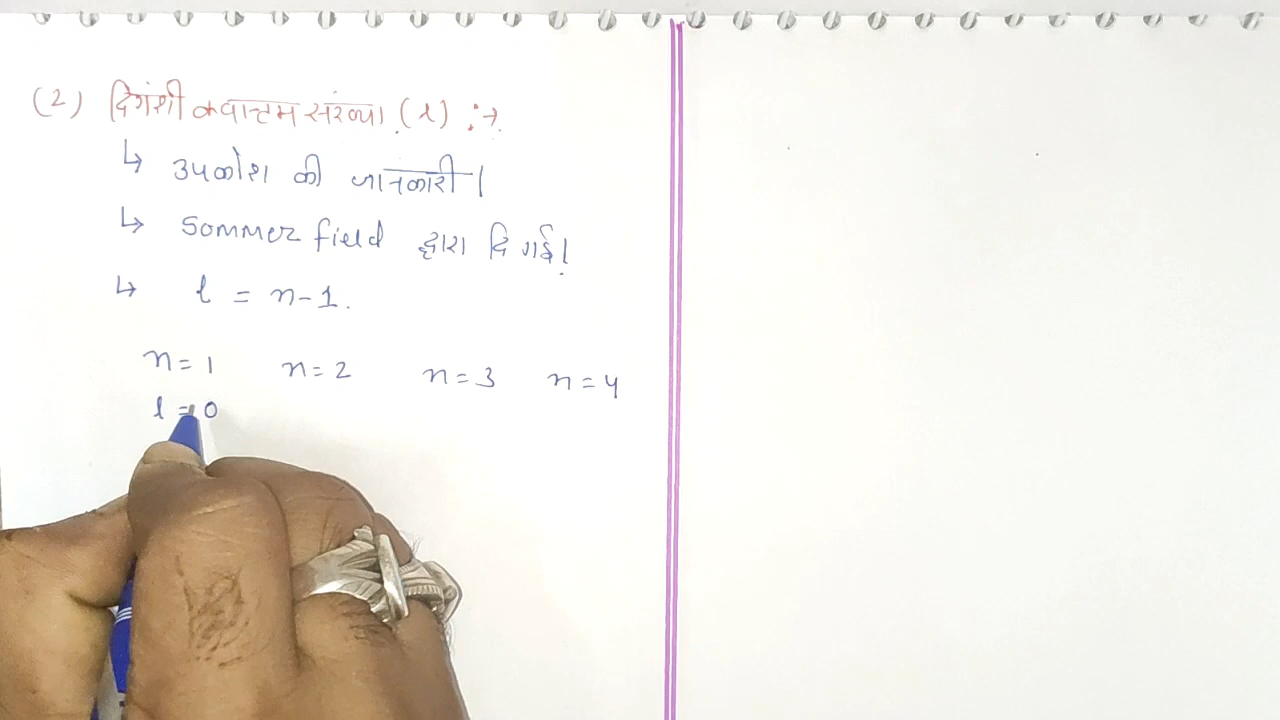 (2) दिगंशी क्वान्टम संख्या (l) :→
↳ उपकोश की जानकारी।
↳ Sommer field द्वारा दि गई।
↳ l = n-1.
n=1 n=2 n=3 n=4
l=0